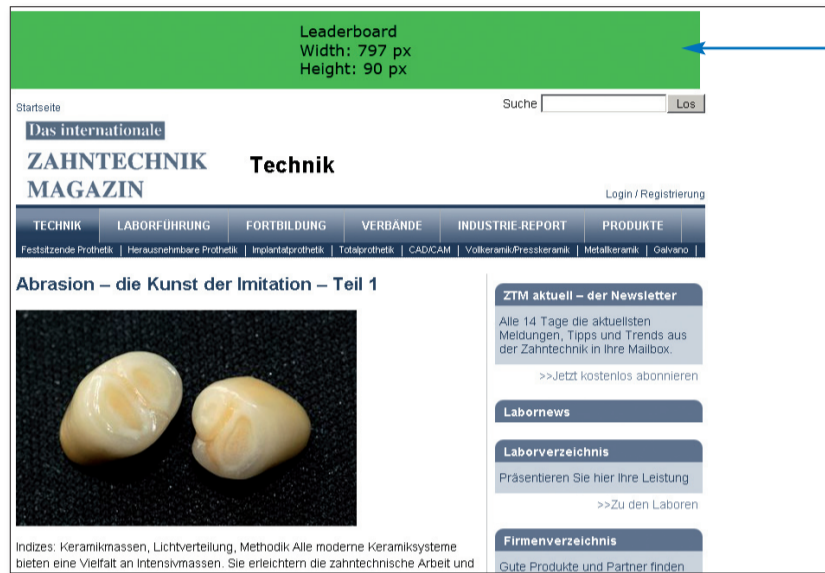 Leaderboard
Width: 797 px
Height: 90 px
Startseite
Suche
Los
Das internationale
ZAHNTECHNIK
MAGAZIN
Technik
Login / Registrierung
TECHNIK LABORFÜHRUNG FORTBILDUNG VERBÄNDE INDUSTRIE-REPORT PRODUKTE
Festsitzende Prothetik | Herausnehmbare Prothetik | Implantatprothetik | Totalprothetik | CAD/CAM | Vollkeramik/Presskeramik | Metallkeramik | Galvano |
Abrasion – die Kunst der Imitation – Teil 1
Indizes: Keramikmassen, Lichtverteilung, Methodik Alle moderne Keramiksysteme
bieten eine Vielfalt an Intensivmassen. Sie erleichtern die zahntechnische Arbeit und
ZTM aktuell – der Newsletter
Alle 14 Tage die aktuellsten
Meldungen, Tipps und Trends aus
der Zahntechnik in Ihre Mailbox.
>>Jetzt kostenlos abonnieren
Labornews
Laborverzeichnis
Präsentieren Sie hier Ihre Leistung
>>Zu den Laboren
Firmenverzeichnis
Gute Produkte und Partner finden